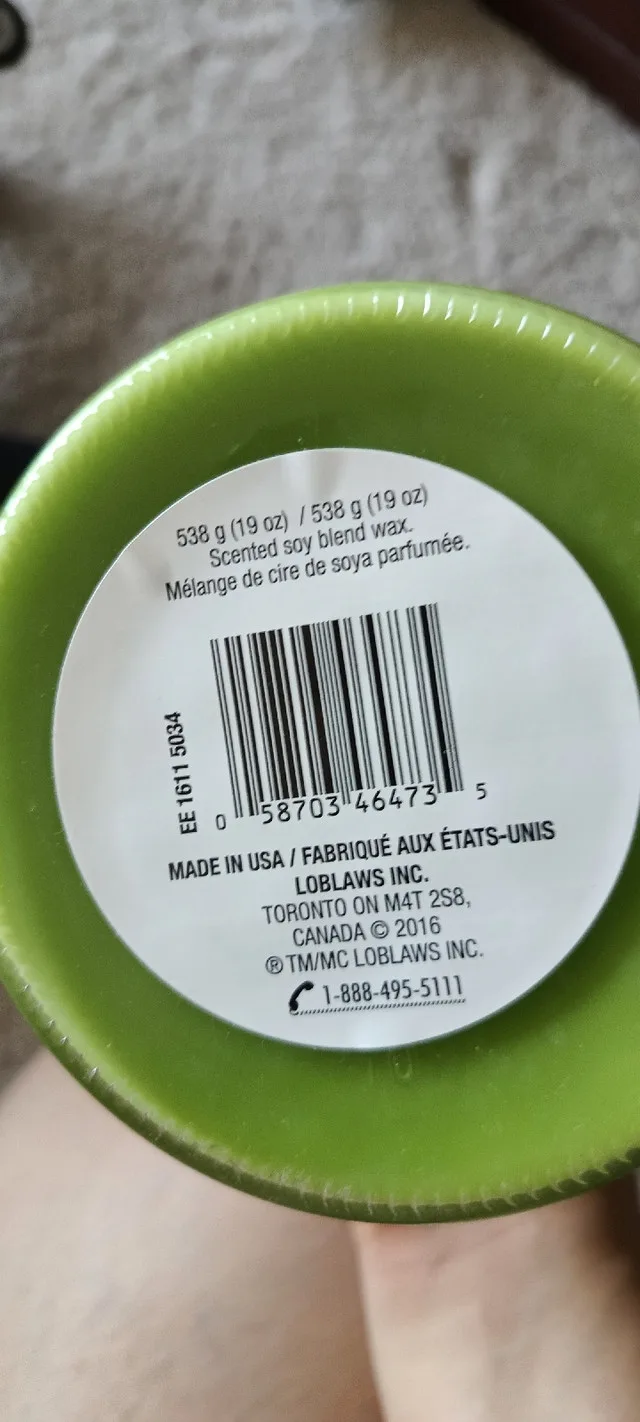 538 g (19 oz) / 538 g (19 oz)
Scented soy blend wax.
Mélange de cire de soya parfumée.
EE 1611 5034
0 58703 46473 5
MADE IN USA / FABRIQUÉ AUX ÉTATS-UNIS
LOBLAWS INC.
TORONTO ON M4T 2S8,
CANADA © 2016
® TM/MC LOBLAWS INC.
1-888-495-5111